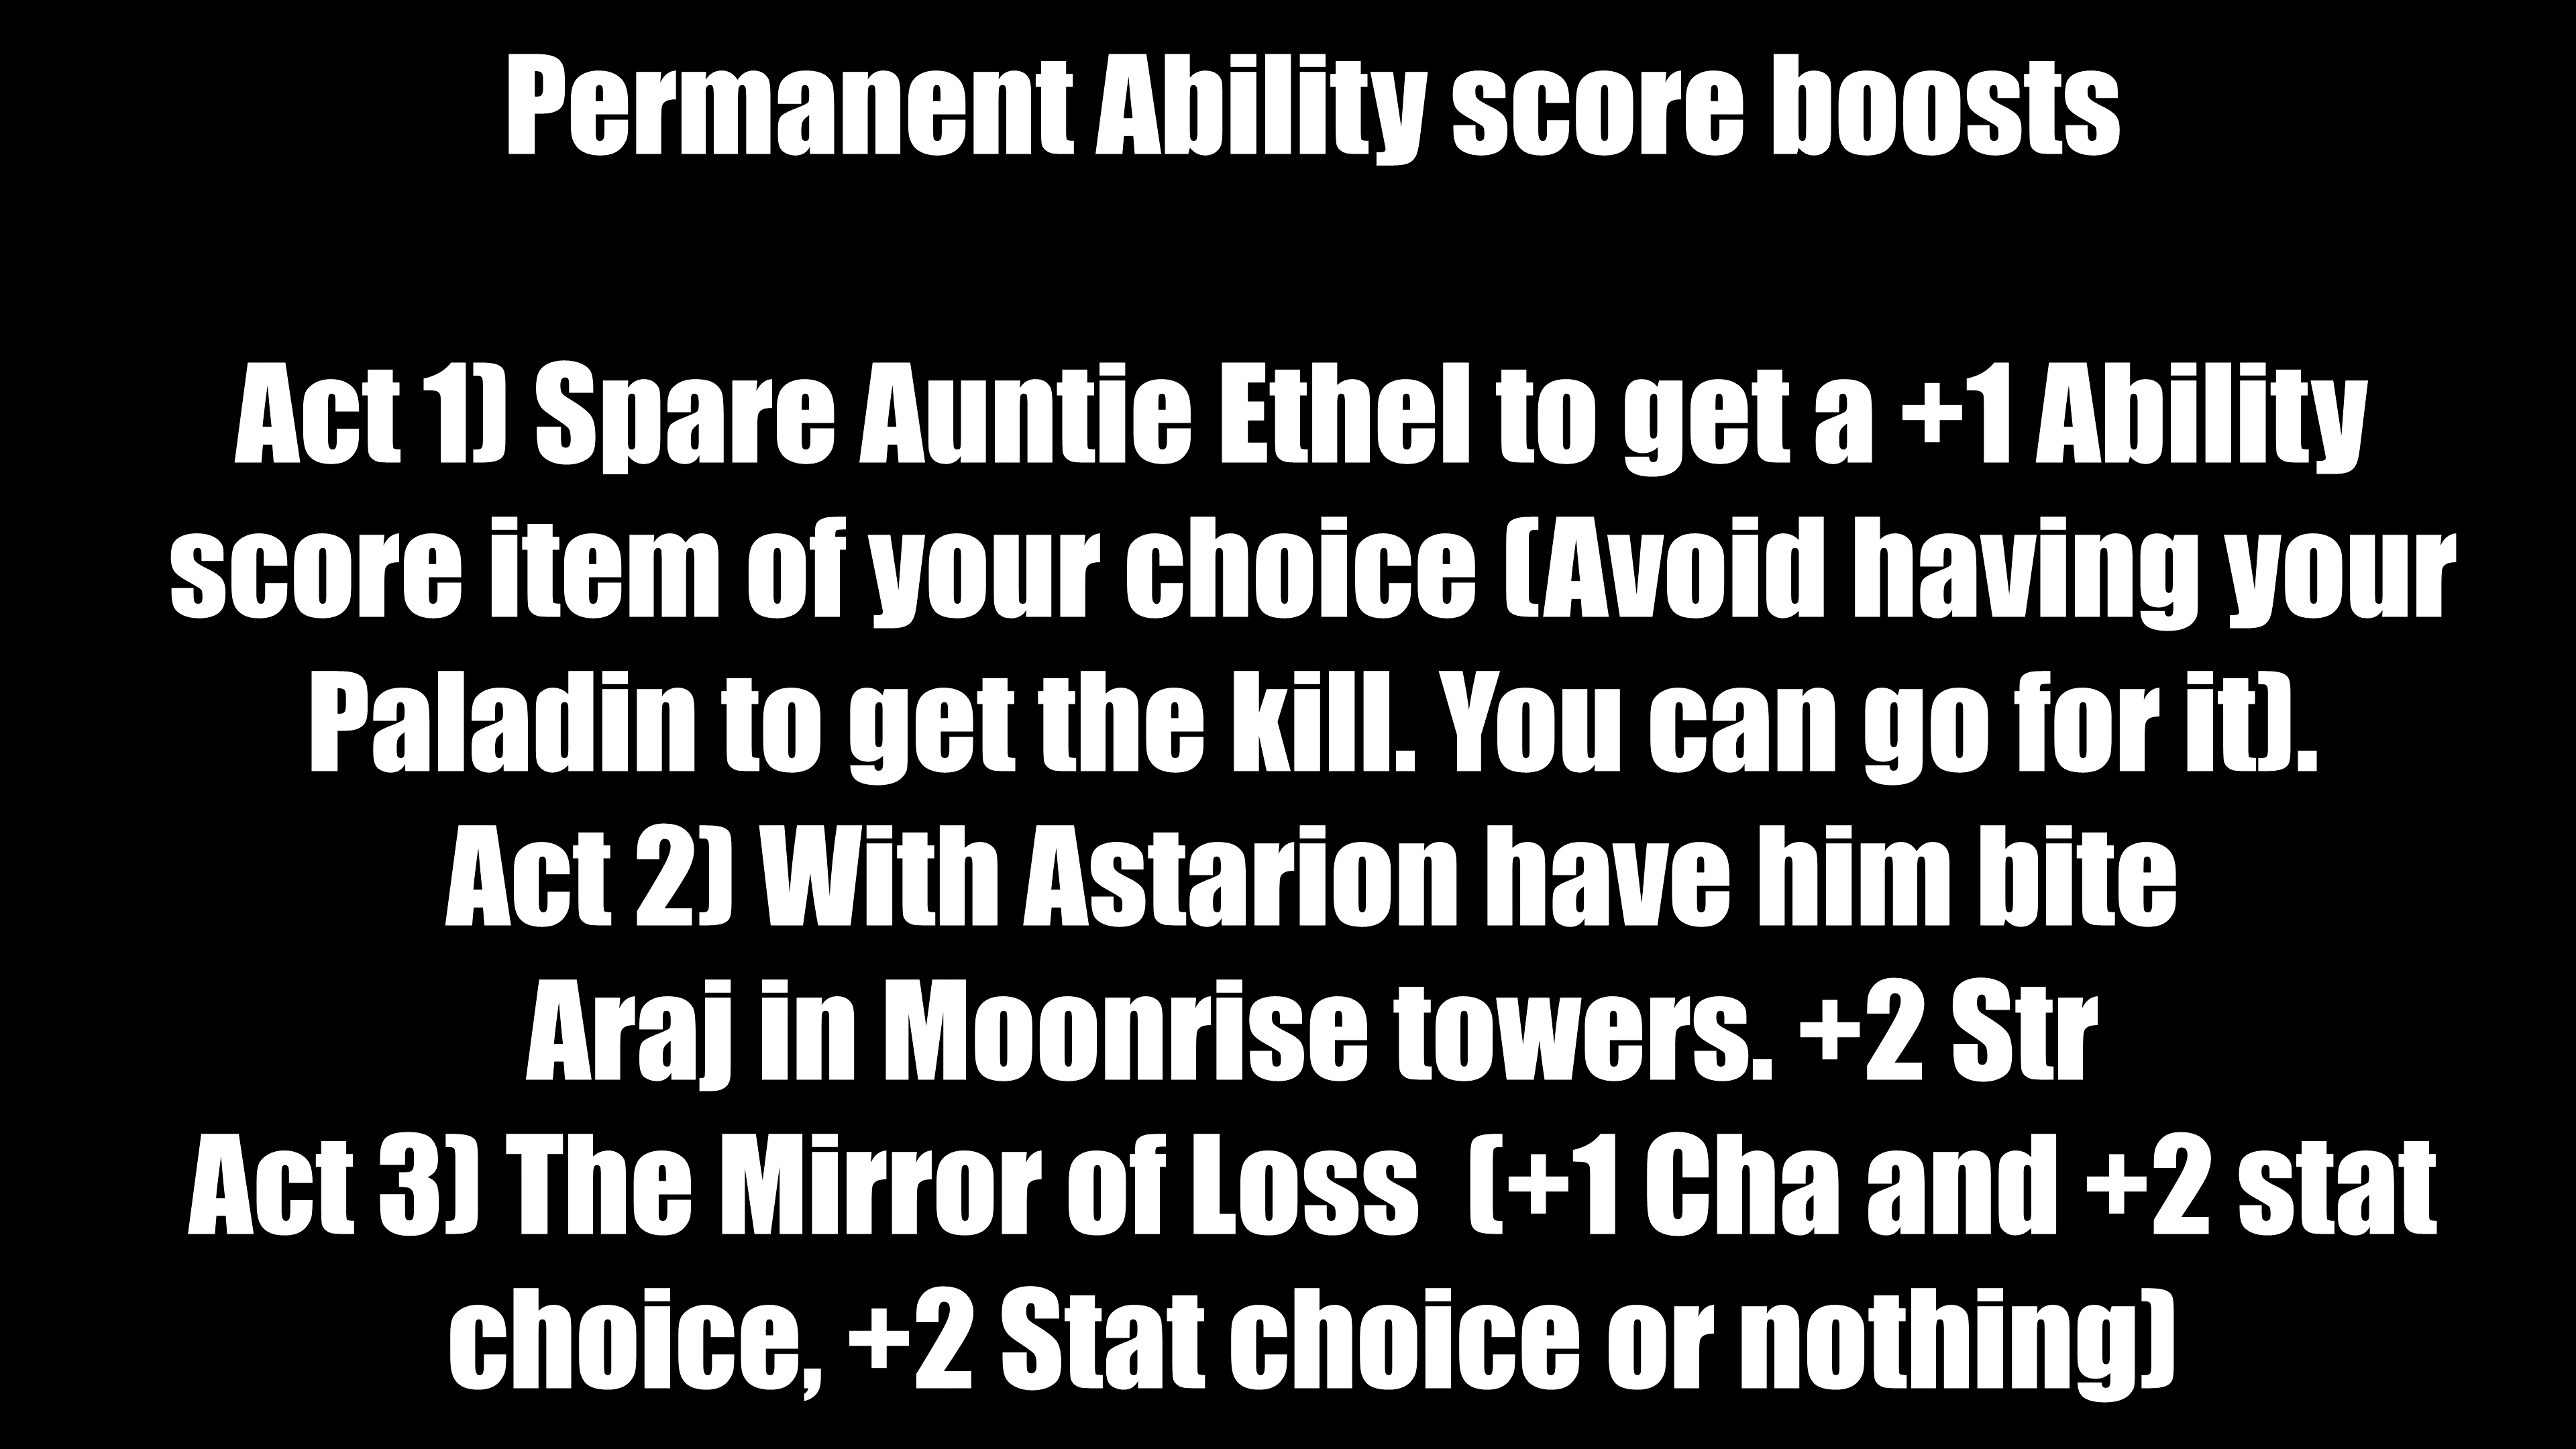 Permanent Ability score boosts
Act 1) Spare Auntie Ethel to get a +1 Ability
score item of your choice (Avoid having your
Paladin to get the kill. You can go for it).
Act 2) With Astarion have him bite
Araj in Moonrise towers. +2 Str
Act 3) The Mirror of Loss  (+1 Cha and +2 stat
choice, +2 Stat choice or nothing)